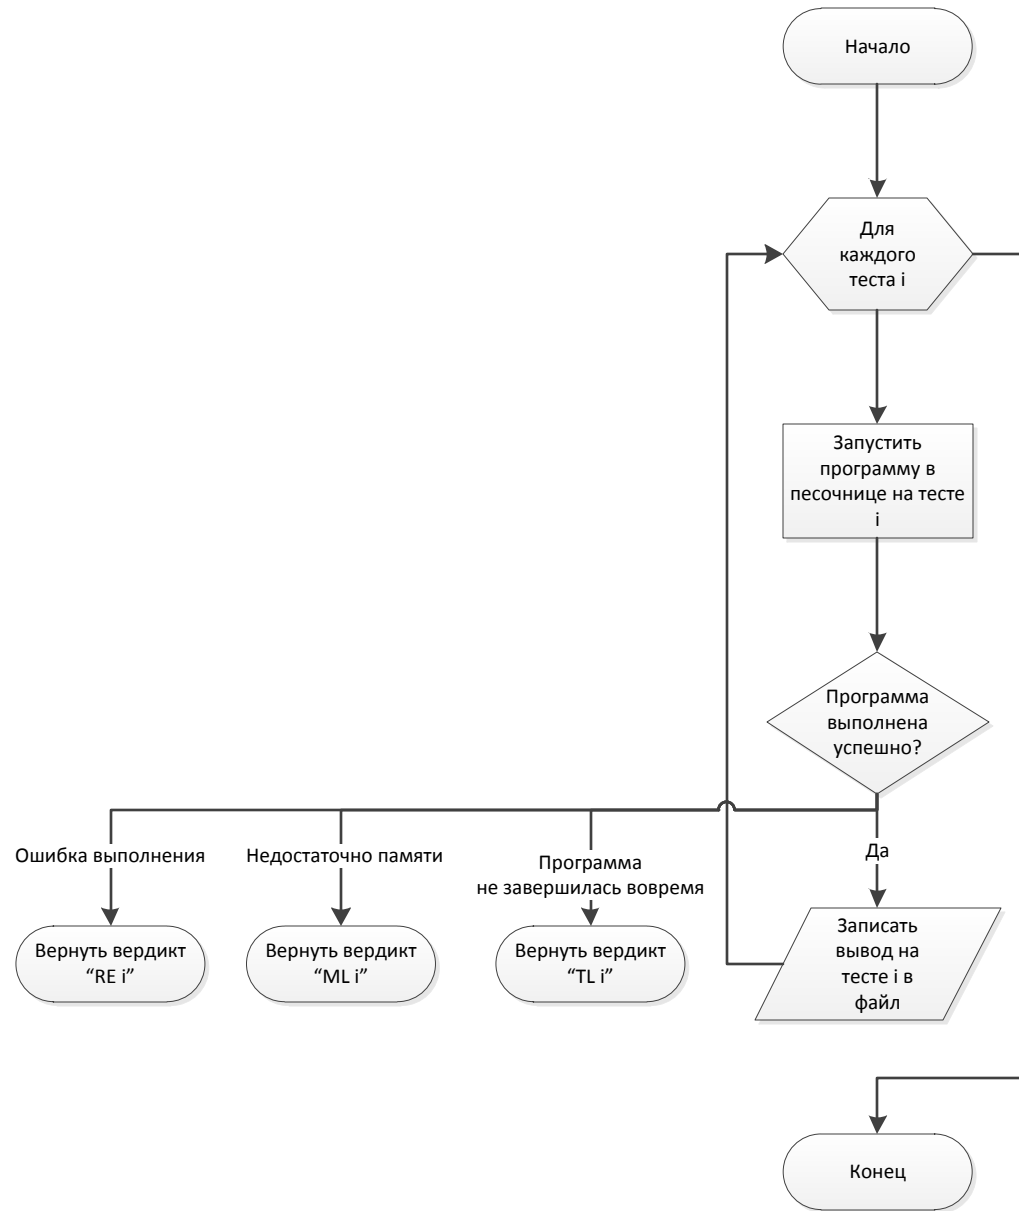 Начало
Для
каждого
теста i
Запустить
программу в
песочнице на тесте
i
Программа
выполнена
успешно?
Ошибка выполнения
Недостаточно памяти
Программа
не завершилась вовремя
Да
Вернуть вердикт
“RE i”
Вернуть вердикт
“ML i”
Вернуть вердикт
“TL i”
Записать
вывод на
тесте i в
файл
Конец